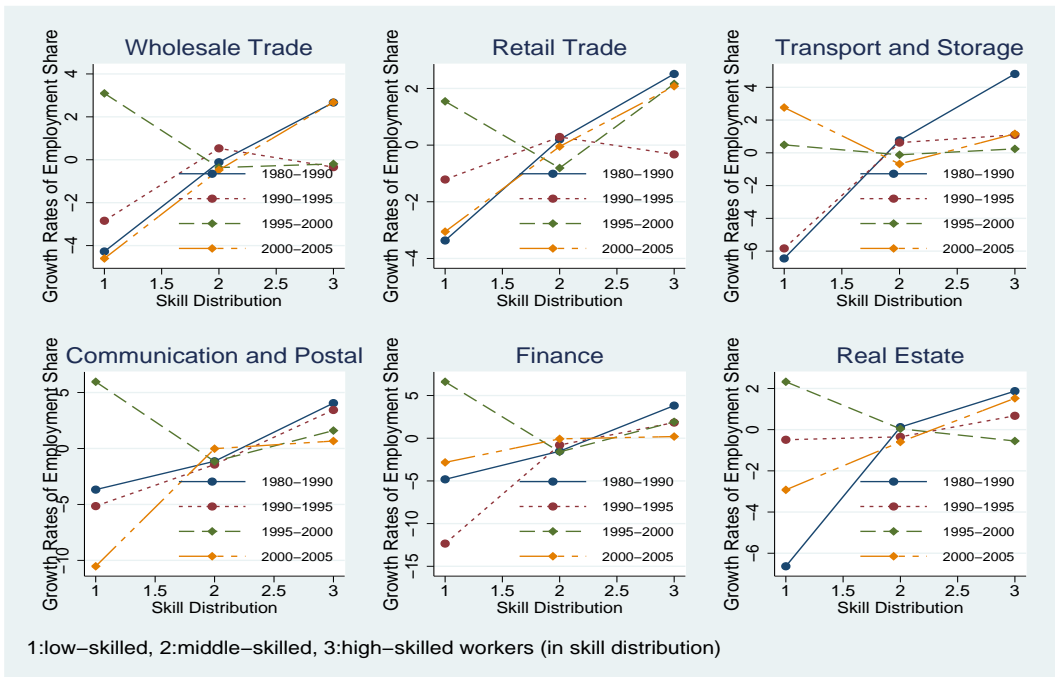 Wholesale Trade
Growth Rates of Employment Share
4
2
0
−2
−4
1980−1990
1990−1995
1995−2000
2000−2005
1 1.5 2 2.5 3
Skill Distribution
Retail Trade
Growth Rates of Employment Share
2
0
−2
−4
1980−1990
1990−1995
1995−2000
2000−2005
1 1.5 2 2.5 3
Skill Distribution
Transport and Storage
Growth Rates of Employment Share
4
2
0
−2
−4
−6
1980−1990
1990−1995
1995−2000
2000−2005
1 1.5 2 2.5 3
Skill Distribution
Communication and Postal
Growth Rates of Employment Share
5
0
−5
−10
1980−1990
1990−1995
1995−2000
2000−2005
1 1.5 2 2.5 3
Skill Distribution
Finance
Growth Rates of Employment Share
5
0
−5
−10
−15
1980−1990
1990−1995
1995−2000
2000−2005
1 1.5 2 2.5 3
Skill Distribution
Real Estate
Growth Rates of Employment Share
2
0
−2
−4
−6
1980−1990
1990−1995
1995−2000
2000−2005
1 1.5 2 2.5 3
Skill Distribution
1:low−skilled, 2:middle−skilled, 3:high−skilled workers (in skill distribution)